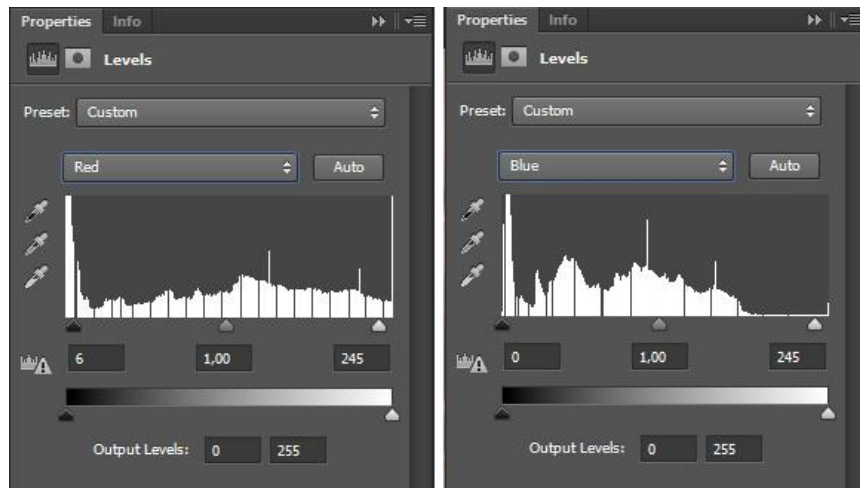 Properties Info
Levels
Preset: Custom
Red Auto
6 1,00 245
Output Levels: 0 255
Properties Info
Levels
Preset: Custom
Blue Auto
0 1,00 245
Output Levels: 0 255